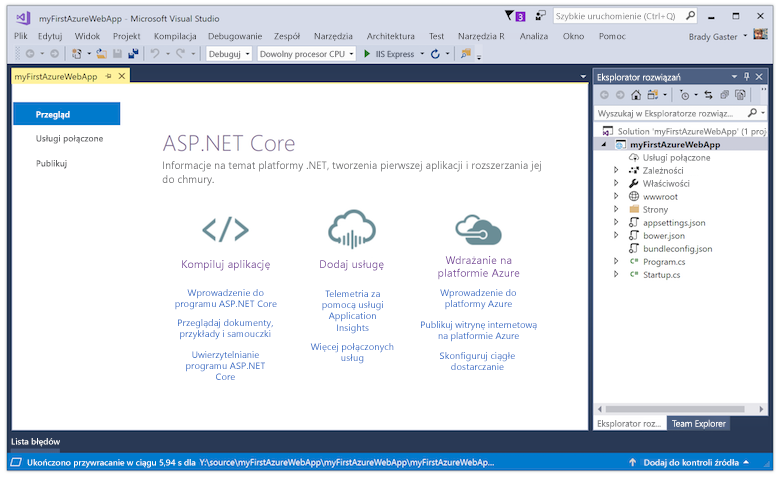 myFirstAzureWebApp - Microsoft Visual Studio
3
Szybkie uruchomienie (Ctrl+Q)
Plik Edytuj Widok Projekt Kompilacja Debugowanie Zespół Narzędzia Architektura Test Narzędzia R Analiza Okno Pomoc Brady Gaster
Debuguj Dowolny procesor CPU IIS Express
myFirstAzureWebApp
Przegląd
Usługi połączone
Publikuj
ASP.NET Core
Informacje na temat platformy .NET, tworzenia pierwszej aplikacji i rozszerzania jej
do chmury.
Kompiluj aplikację
Wprowadzenie do
programu ASP.NET Core
Przeglądaj dokumenty,
przykłady i samouczki
Uwierzytelnianie
programu ASP.NET
Core
Dodaj usługę
Telemetria za
pomocą usługi
Application
Insights
Więcej połączonych
usług
Wdrażanie na
platformie Azure
Wprowadzenie do
platformy Azure
Publikuj witrynę internetową
na platformie Azure
Skonfiguruj ciągłe
dostarczanie
Eksplorator rozwiązań
Wyszukaj w Eksploratorze rozwiąz...
Solution 'myFirstAzureWebApp' (1 proj
myFirstAzureWebApp
Usługi połączone
Zależności
Właściwości
wwwroot
Strony
appsettings.json
bower.json
bundleconfig.json
C# Program.cs
C# Startup.cs
Eksplorator roz... Team Explorer
Lista błędów
Ukończono przywracanie w ciągu 5,94 s dla Y:\source\myFirstAzureWebApp\myFirstAzureWebApp\myFirstAzureWebAp...
Dodaj do kontroli źródła